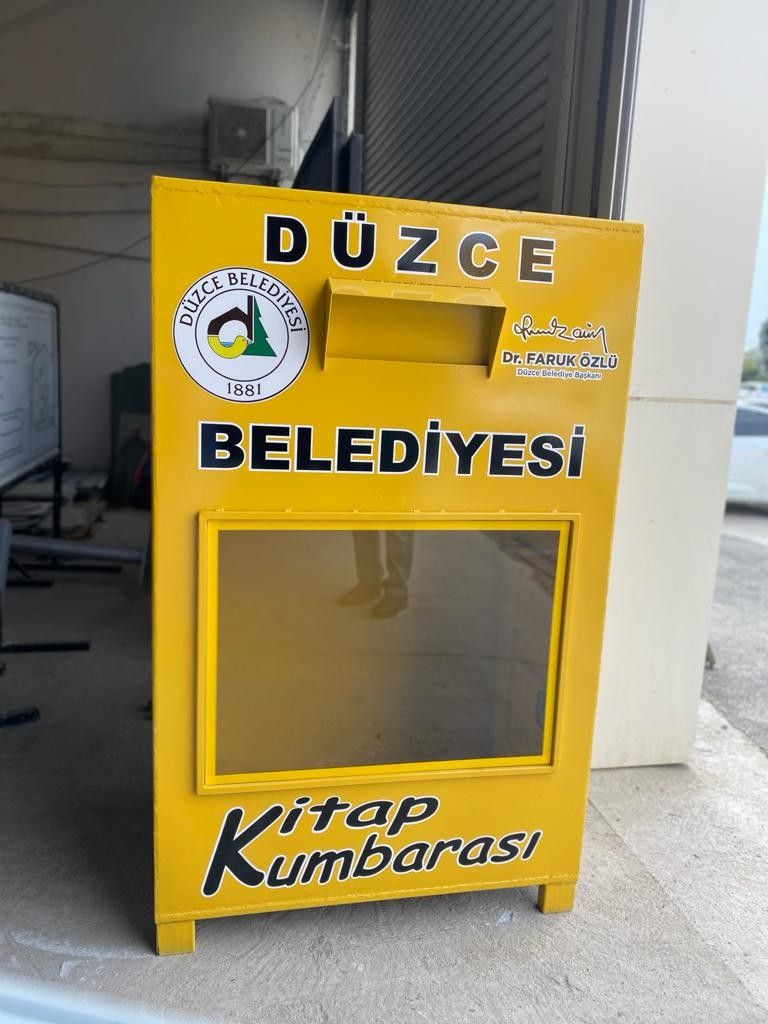 DÜZCE
DÜZCE BELEDİYESİ
1881
Dr. FARUK ÖZLÜ
Düzce Belediye Başkanı
BELEDİYESİ
Kitap
Kumbarası